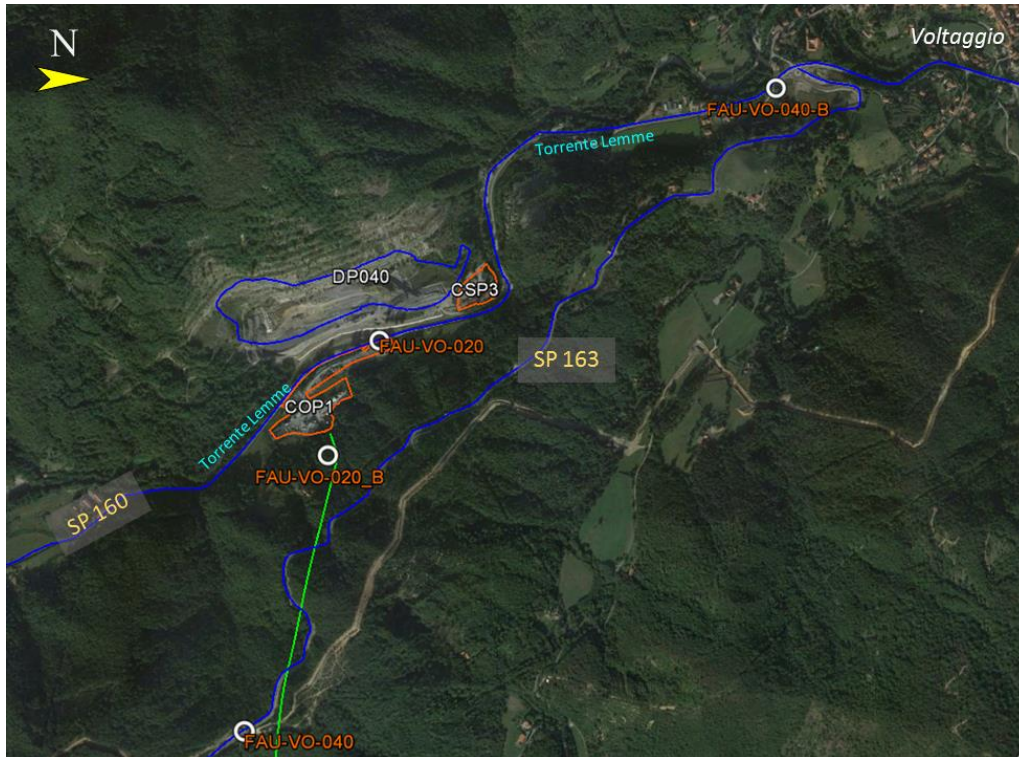 N
Voltaggio
FAU-VO-040-B
Torrente Lemme
DP040
CSP3
FAU-VO-020
SP 163
COP1
Torrente Lemme
FAU-VO-020_B
SP 160
FAU-VO-040